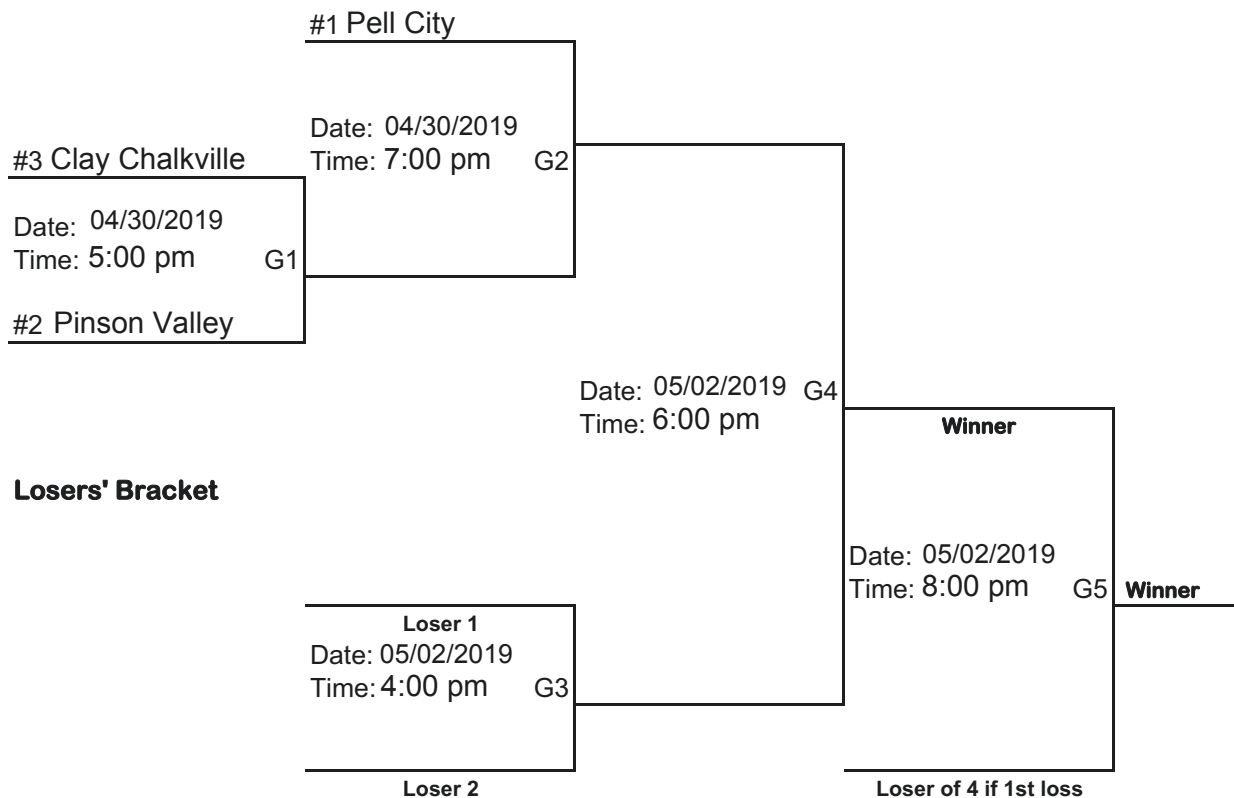 #1 Pell City
Date: 04/30/2019
Time: 7:00 pm G2
#3 Clay Chalkville
Date: 04/30/2019
Time: 5:00 pm G1
#2 Pinson Valley
Date: 05/02/2019 G4
Time: 6:00 pm
Winner
Losers' Bracket
Date: 05/02/2019
Time: 8:00 pm G5 Winner
Loser 1
Date: 05/02/2019
Time: 4:00 pm G3
Loser 2
Loser of 4 if 1st loss